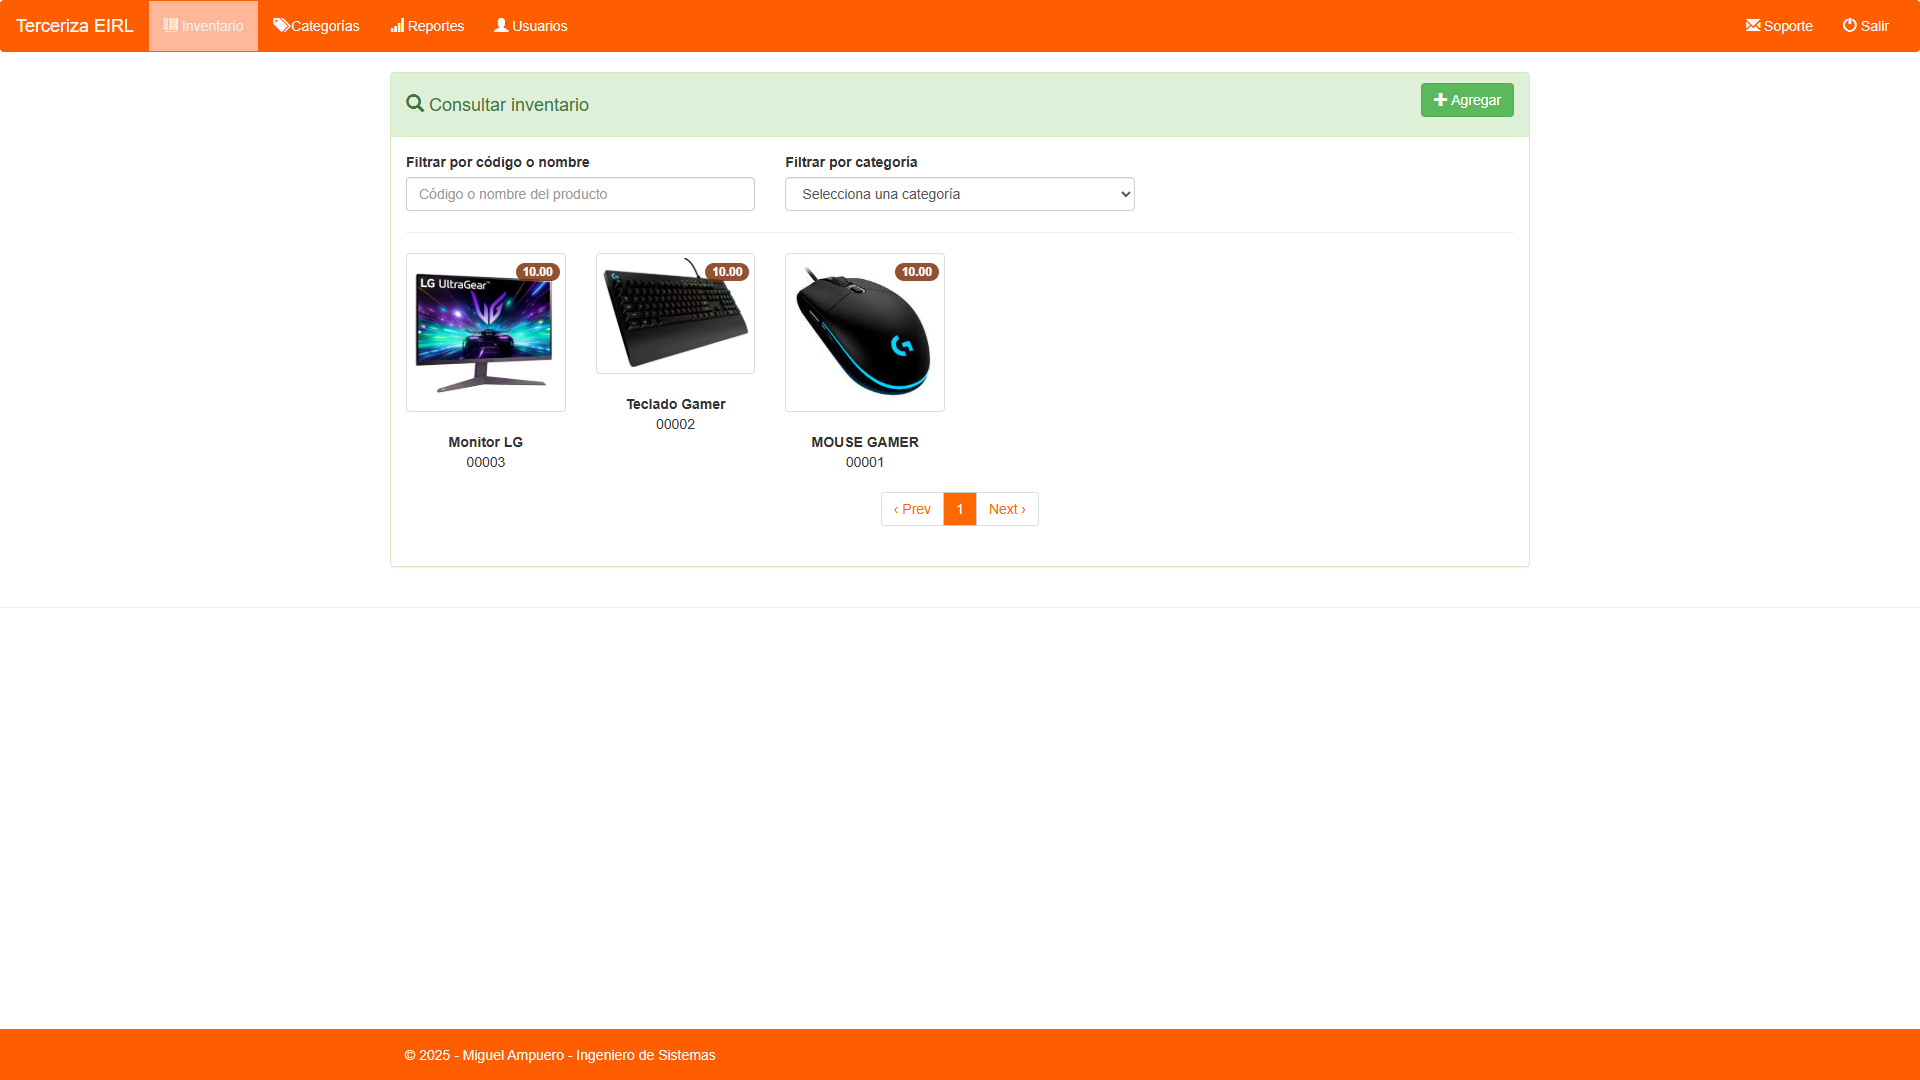 Terceriza EIRL
Inventario
Categorías
Reportes
Usuarios
Soporte
Salir
Consultar inventario
Agregar
Filtrar por código o nombre
Filtrar por categoría
Código o nombre del producto
Selecciona una categoría
10.00
10.00
10.00
LG UltraGear™
Monitor LG
00003
Teclado Gamer
00002
MOUSE GAMER
00001
‹ Prev
1
Next ›
© 2025 - Miguel Ampuero - Ingeniero de Sistemas